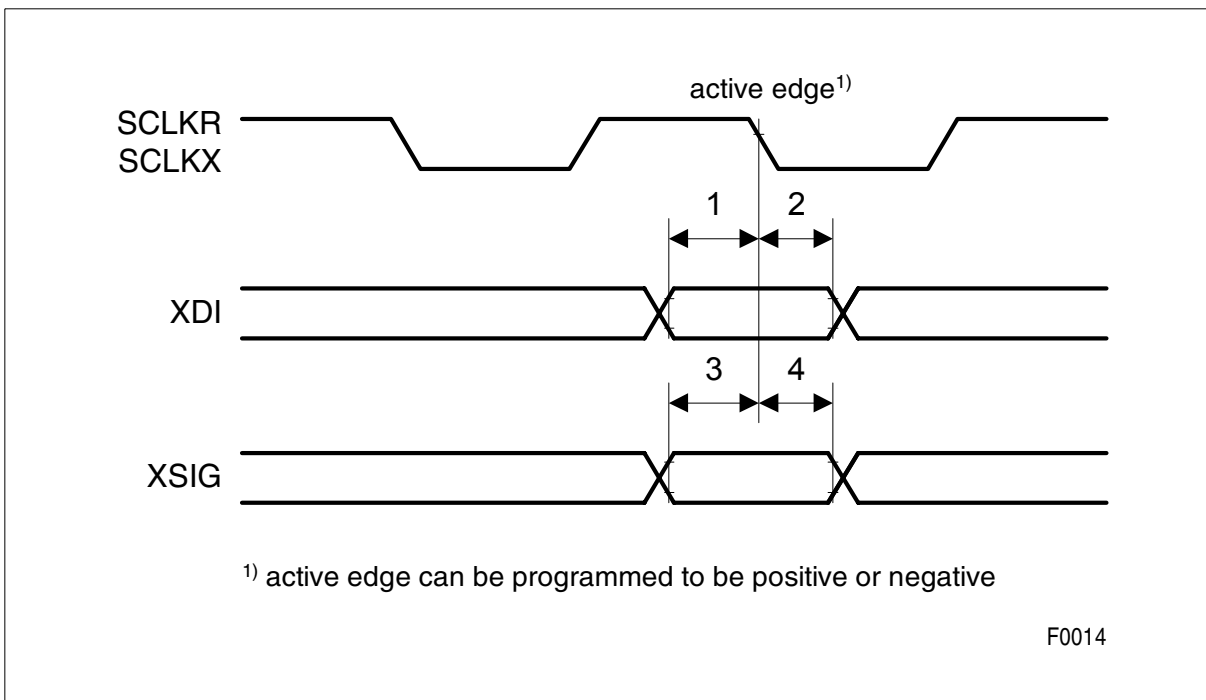 active edge1)
SCLKR
SCLKX
1 2
XDI
3 4
XSIG
1) active edge can be programmed to be positive or negative
F0014